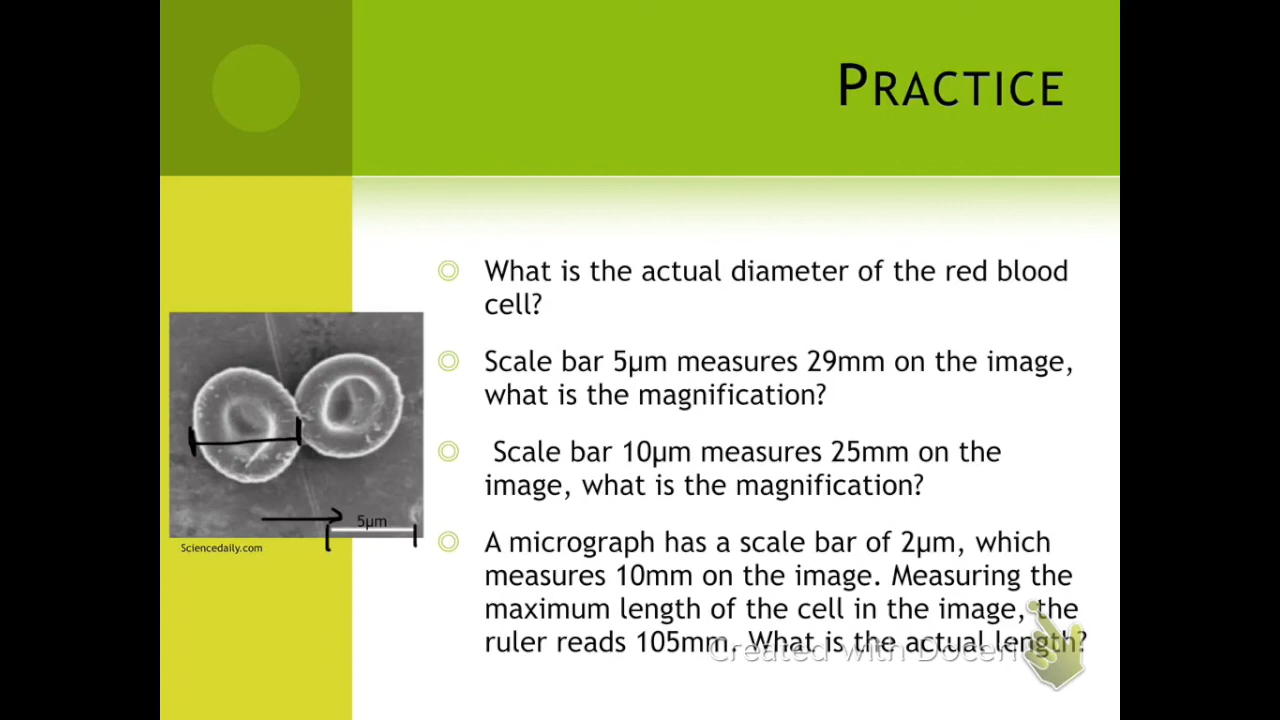 PRACTICE
What is the actual diameter of the red blood
cell?
Scale bar 5µm measures 29mm on the image,
what is the magnification?
Scale bar 10µm measures 25mm on the
image, what is the magnification?
A micrograph has a scale bar of 2µm, which
measures 10mm on the image. Measuring the
maximum length of the cell in the image, the
ruler reads 105mm. What is the actual length?
5µm
Sciencedaily.com
Created with